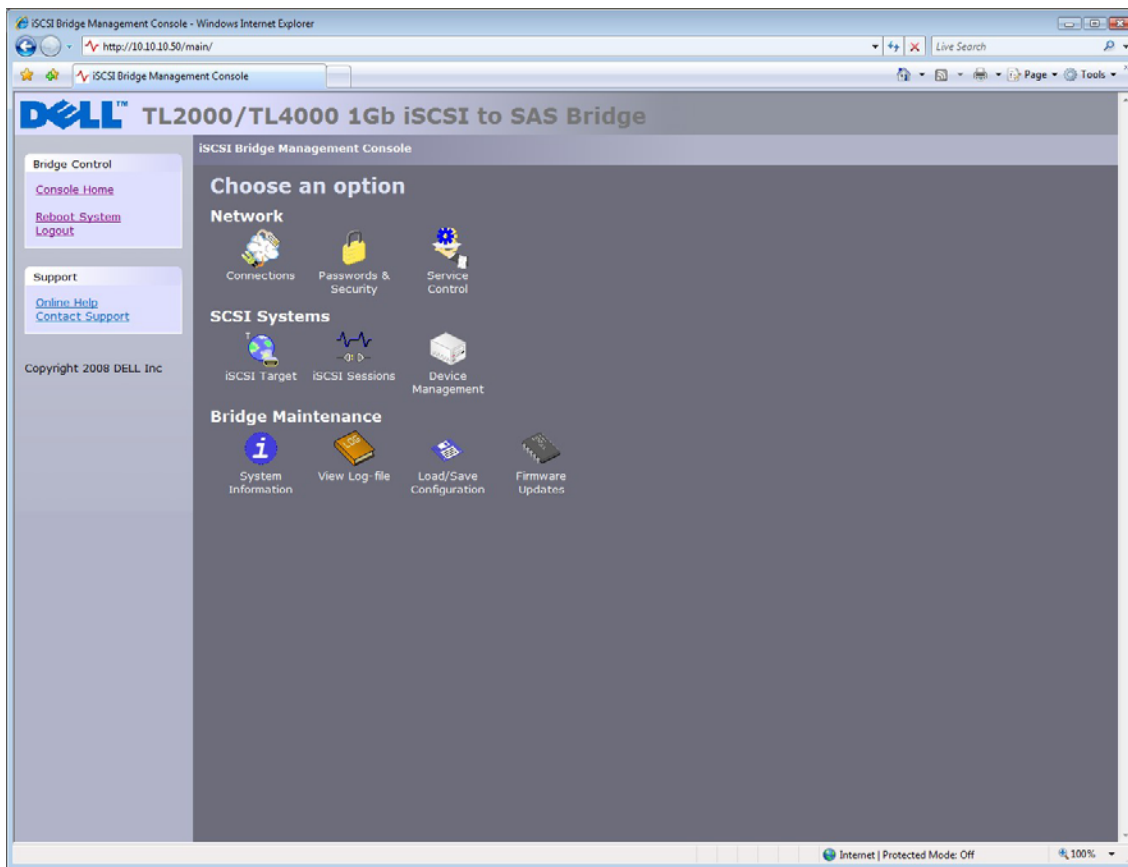 iSCSI Bridge Management Console - Windows Internet Explorer
http://10.10.10.50/main/
Live Search
iSCSI Bridge Management Console
Page
Tools
DELL™ TL2000/TL4000 1Gb iSCSI to SAS Bridge
iSCSI Bridge Management Console
Bridge Control
Console Home
Reboot System
Logout
Support
Online Help
Contact Support
Copyright 2008 DELL Inc
Choose an option
Network
Connections
Passwords &
Security
Service
Control
SCSI Systems
T
iSCSI Target
iSCSI Sessions
Device
Management
Bridge Maintenance
i
System
Information
LOG
View Log-file
Load/Save
Configuration
Firmware
Updates
Internet | Protected Mode: Off
100%